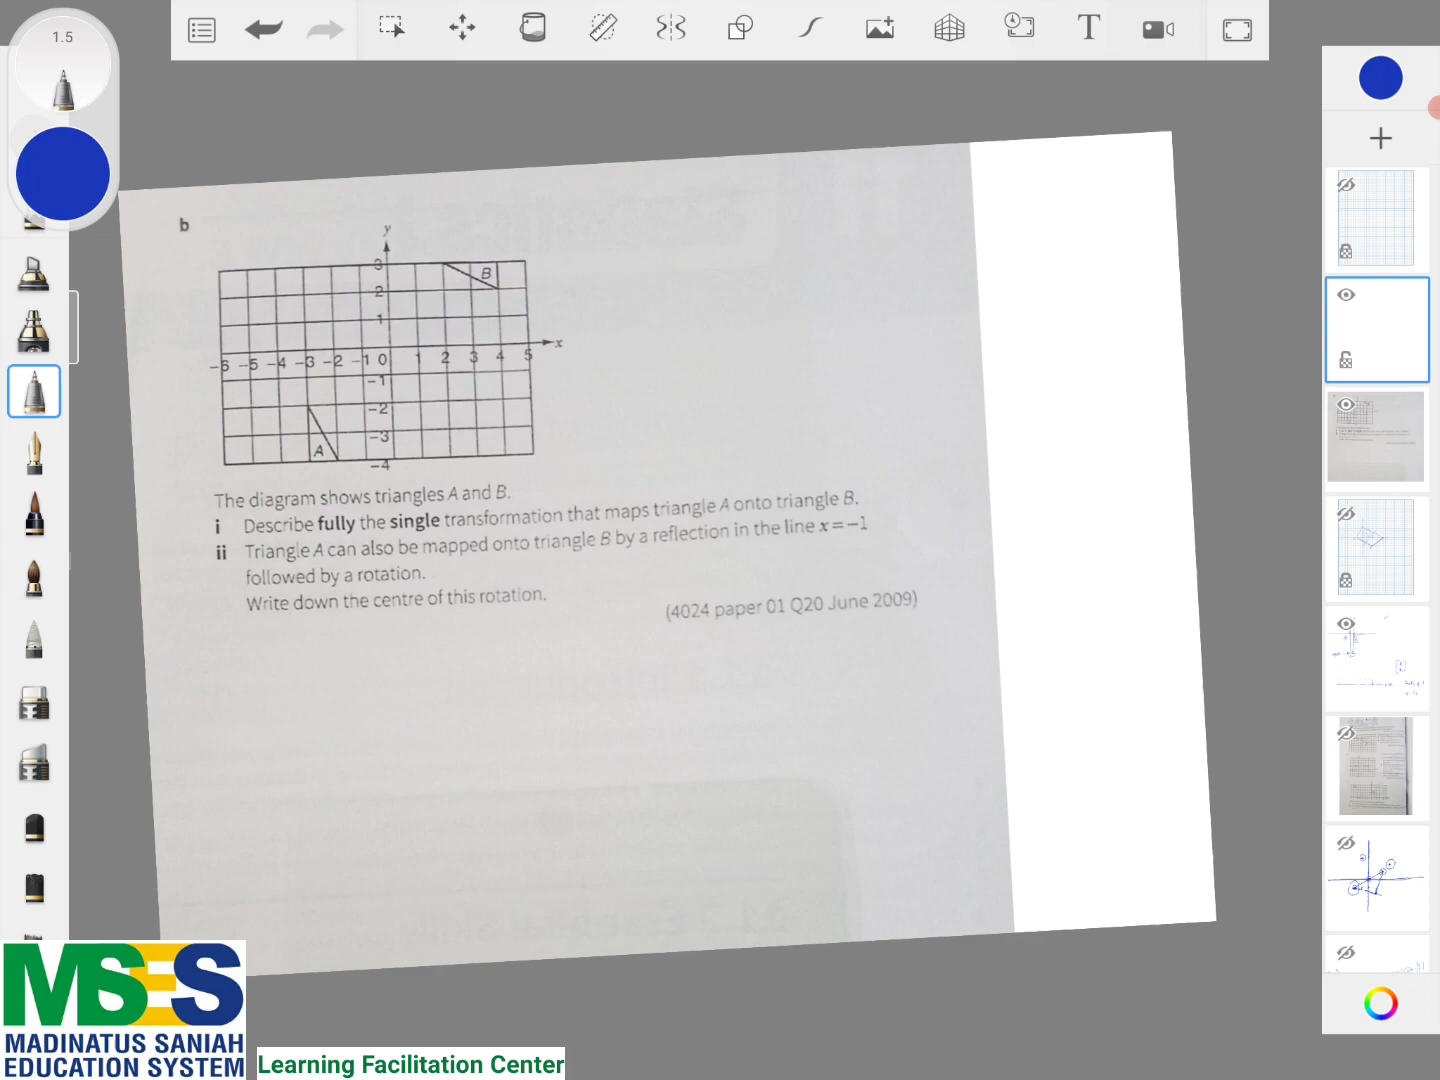 1.5
T
b
y
3
B
2
1
x
-6 -5 -4 -3 -2 -1 0 1 2 3 4 5
-1
-2
-3
A
-4
The diagram shows triangles A and B.
i Describe fully the single transformation that maps triangle A onto triangle B.
ii Triangle A can also be mapped onto triangle B by a reflection in the line x = −1
followed by a rotation.
Write down the centre of this rotation.
(4024 paper 01 Q20 June 2009)
MSES
MADINATUS SANIAH
EDUCATION SYSTEM
Learning Facilitation Center